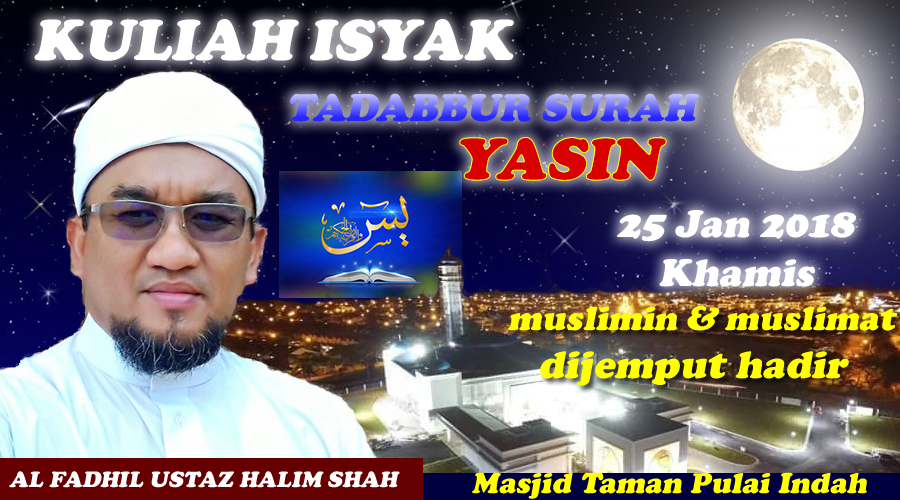 KULIAH ISYAK
TADABBUR SURAH
YASIN
يس
25 Jan 2018
Khamis
muslimin & muslimat
dijemput hadir
AL FADHIL USTAZ HALIM SHAH
Masjid Taman Pulai Indah